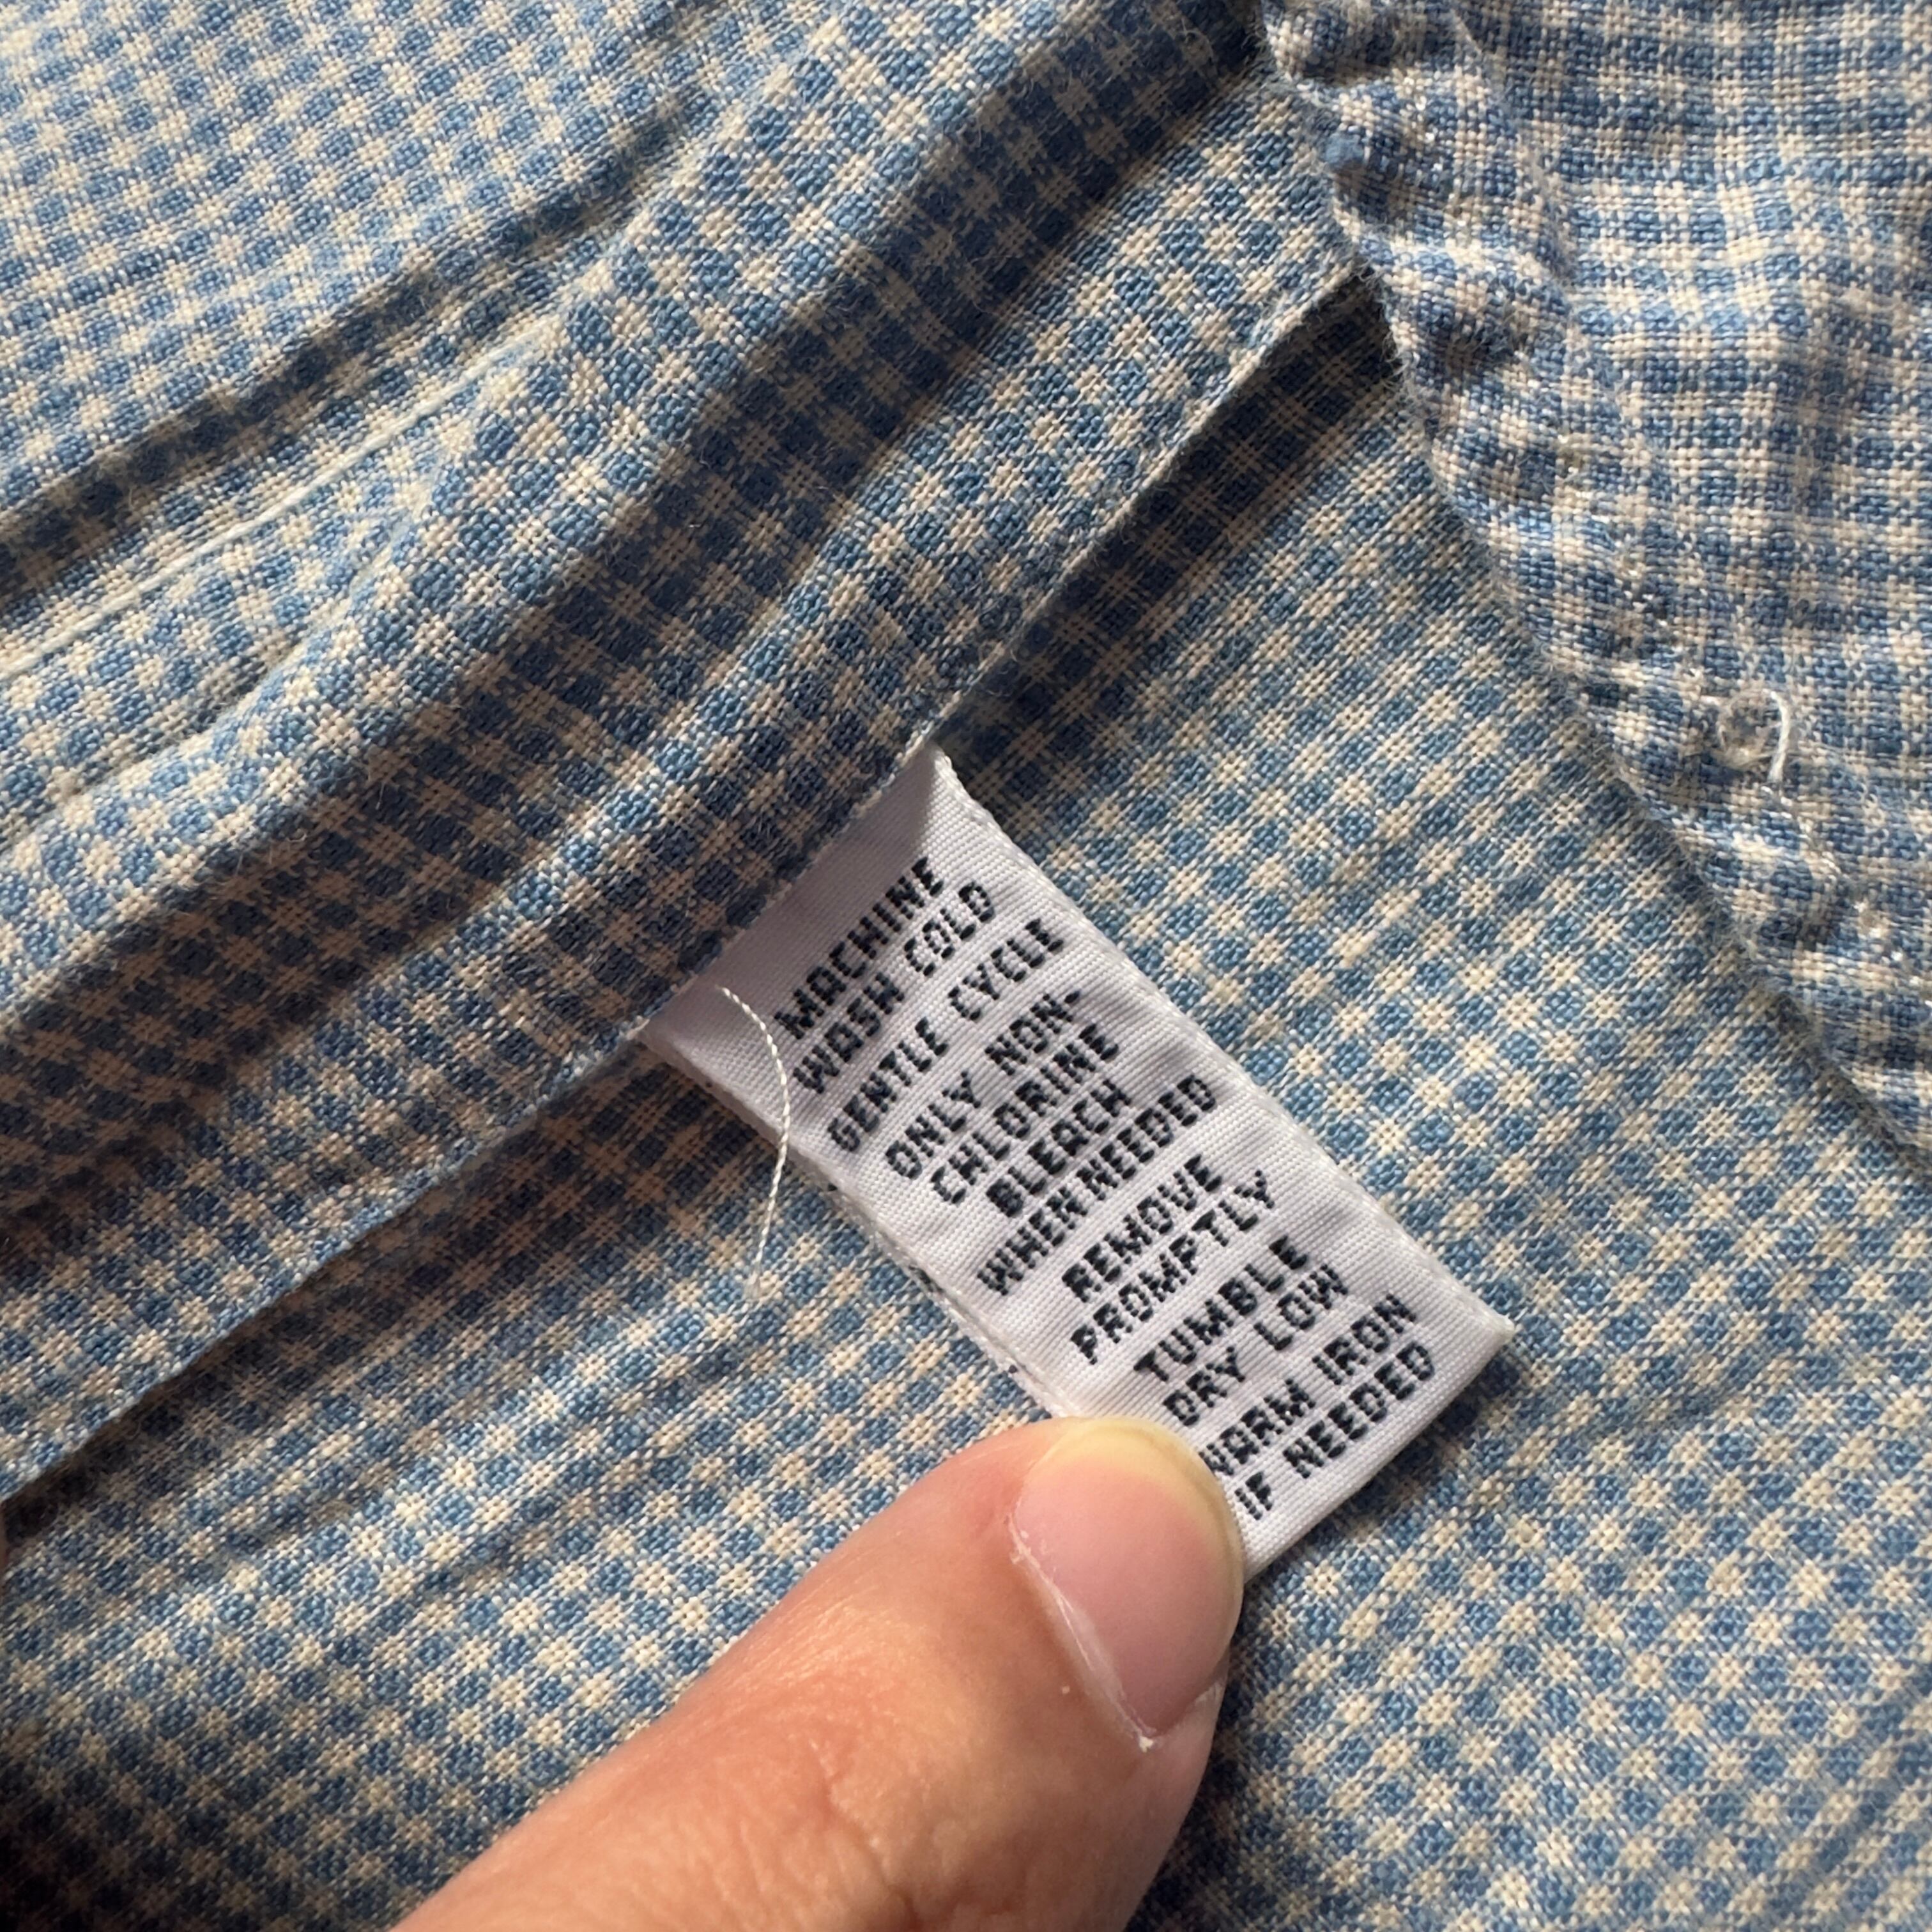 MACHINE
WASH COLD
GENTLE CYCLE
ONLY NON-
CHLORINE
BLEACH
WHEN NEEDED
REMOVE
PROMPTLY
TUMBLE
DRY LOW
WARM IRON
IF NEEDED